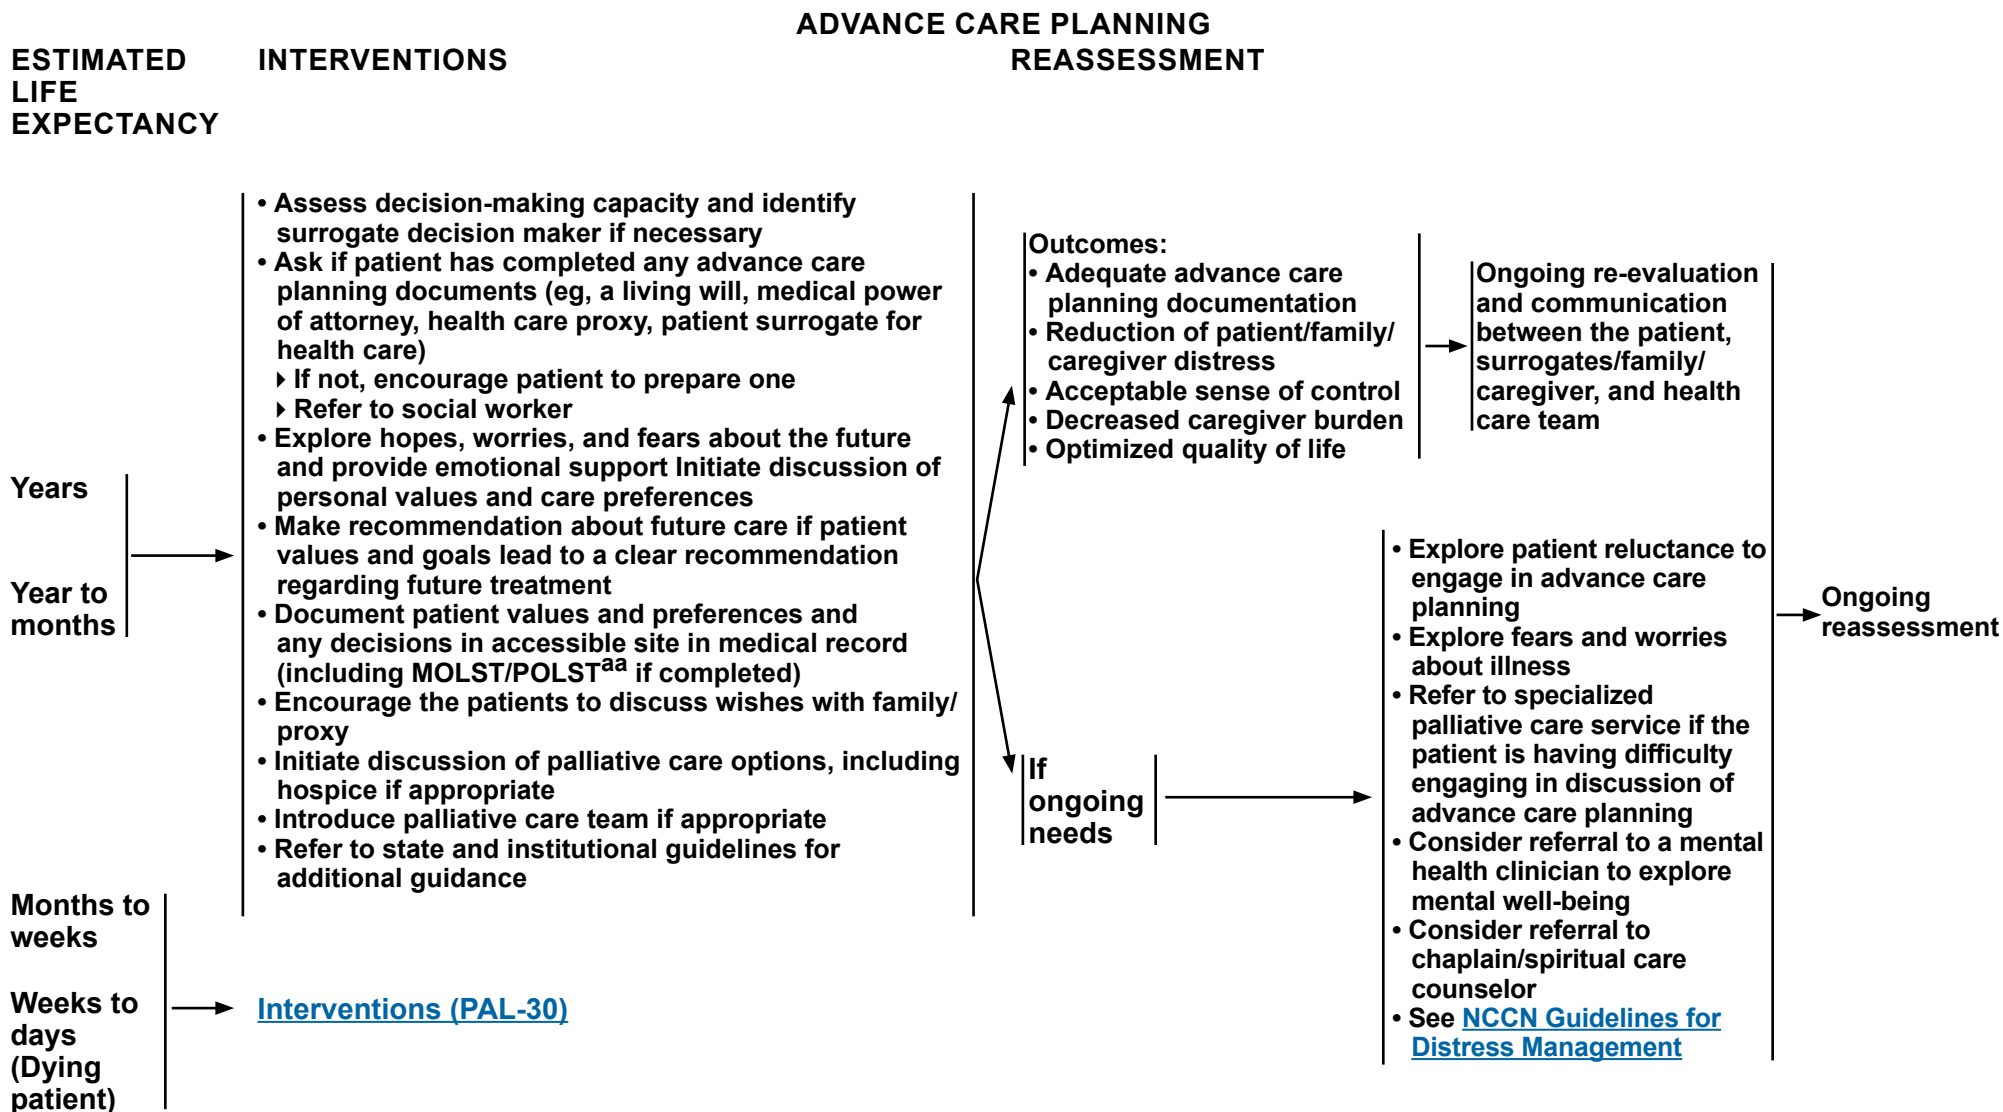 ADVANCE CARE PLANNING
ESTIMATED
LIFE
EXPECTANCY
INTERVENTIONS
REASSESSMENT
Years
Year to
months
• Assess decision-making capacity and identify
surrogate decision maker if necessary
• Ask if patient has completed any advance care
planning documents (eg, a living will, medical power
of attorney, health care proxy, patient surrogate for
health care)
‣ If not, encourage patient to prepare one
‣ Refer to social worker
• Explore hopes, worries, and fears about the future
and provide emotional support Initiate discussion of
personal values and care preferences
• Make recommendation about future care if patient
values and goals lead to a clear recommendation
regarding future treatment
• Document patient values and preferences and
any decisions in accessible site in medical record
(including MOLST/POLSTaa if completed)
• Encourage the patients to discuss wishes with family/
proxy
• Initiate discussion of palliative care options, including
hospice if appropriate
• Introduce palliative care team if appropriate
• Refer to state and institutional guidelines for
additional guidance
Outcomes:
• Adequate advance care
planning documentation
• Reduction of patient/family/
caregiver distress
• Acceptable sense of control
• Decreased caregiver burden
• Optimized quality of life
Ongoing re-evaluation
and communication
between the patient,
surrogates/family/
caregiver, and health
care team
If
ongoing
needs
• Explore patient reluctance to
engage in advance care
planning
• Explore fears and worries
about illness
• Refer to specialized
palliative care service if the
patient is having difficulty
engaging in discussion of
advance care planning
• Consider referral to a mental
health clinician to explore
mental well-being
• Consider referral to
chaplain/spiritual care
counselor
• See NCCN Guidelines for
Distress Management
Ongoing
reassessment
Months to
weeks
Weeks to
days
(Dying
patient)
Interventions (PAL-30)